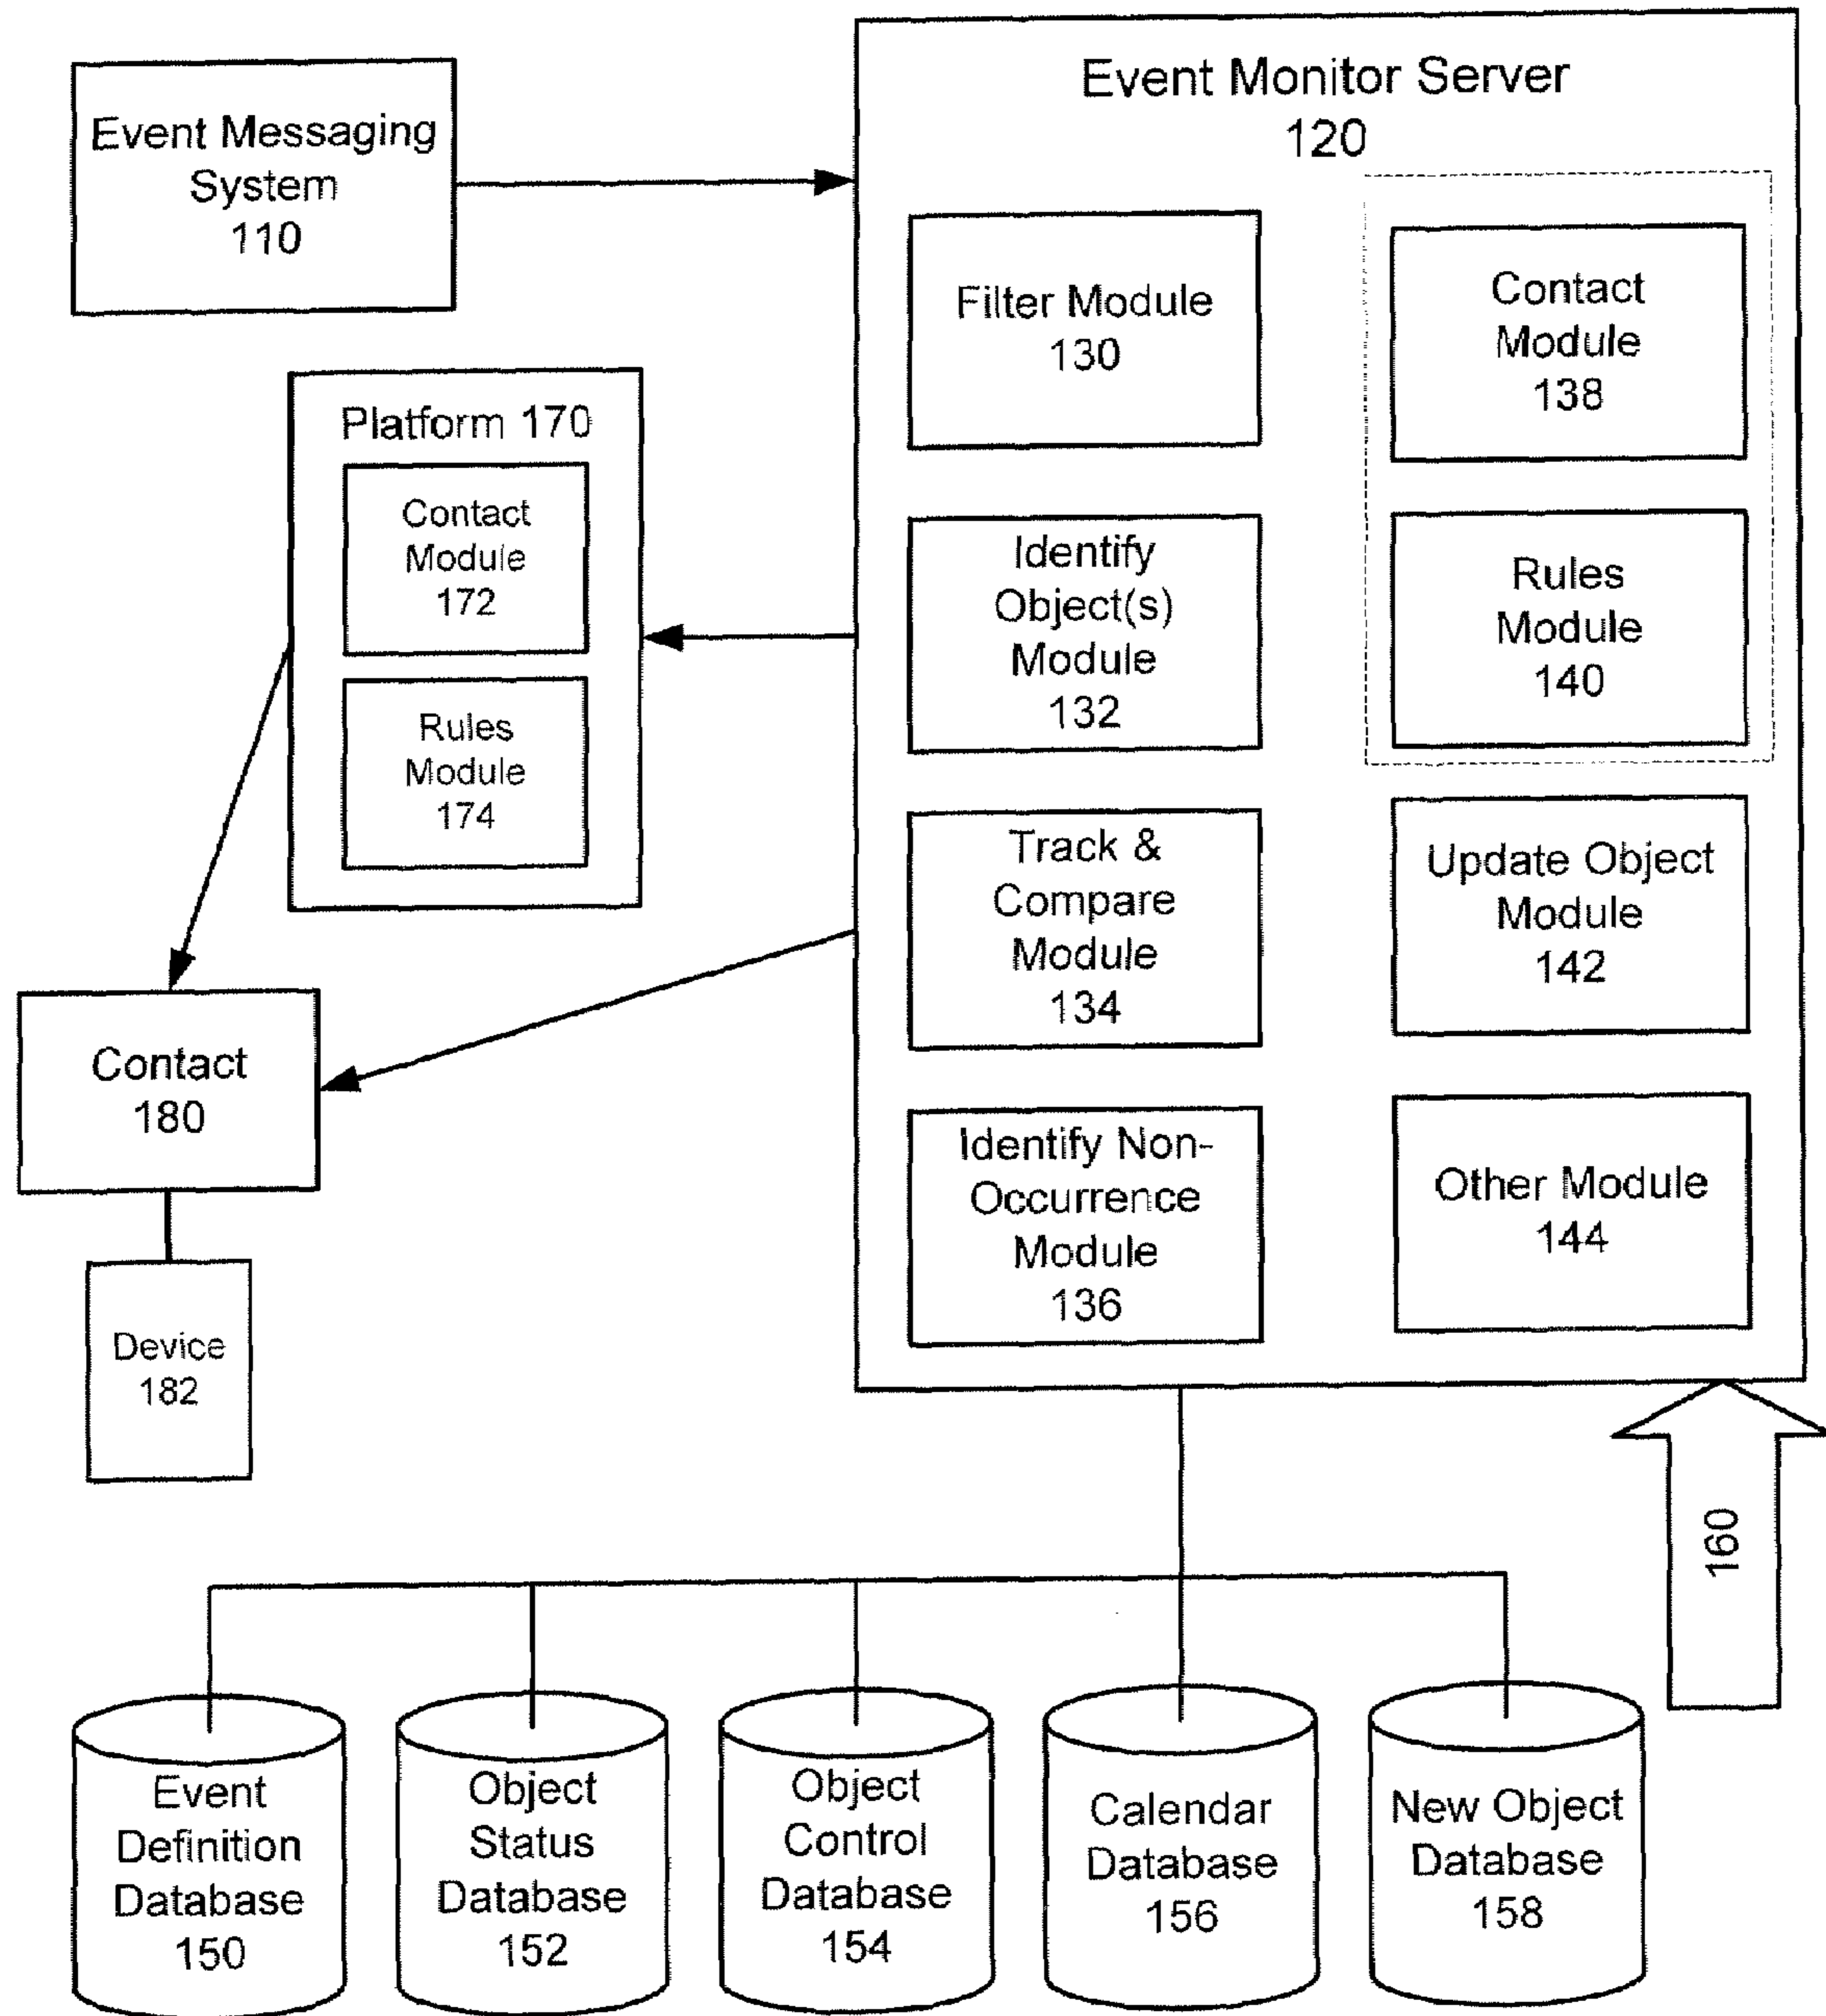 Event Messaging
System
110
Event Monitor Server
120
Filter Module
130
Contact
Module
138
Platform 170
Contact
Module
172
Rules
Module
174
Identify
Object(s)
Module
132
Rules
Module
140
Track &
Compare
Module
134
Update Object
Module
142
Contact
180
Identify Non-
Occurrence
Module
136
Other Module
144
Device
182
160
Event
Definition
Database
150
Object
Status
Database
152
Object
Control
Database
154
Calendar
Database
156
New Object
Database
158